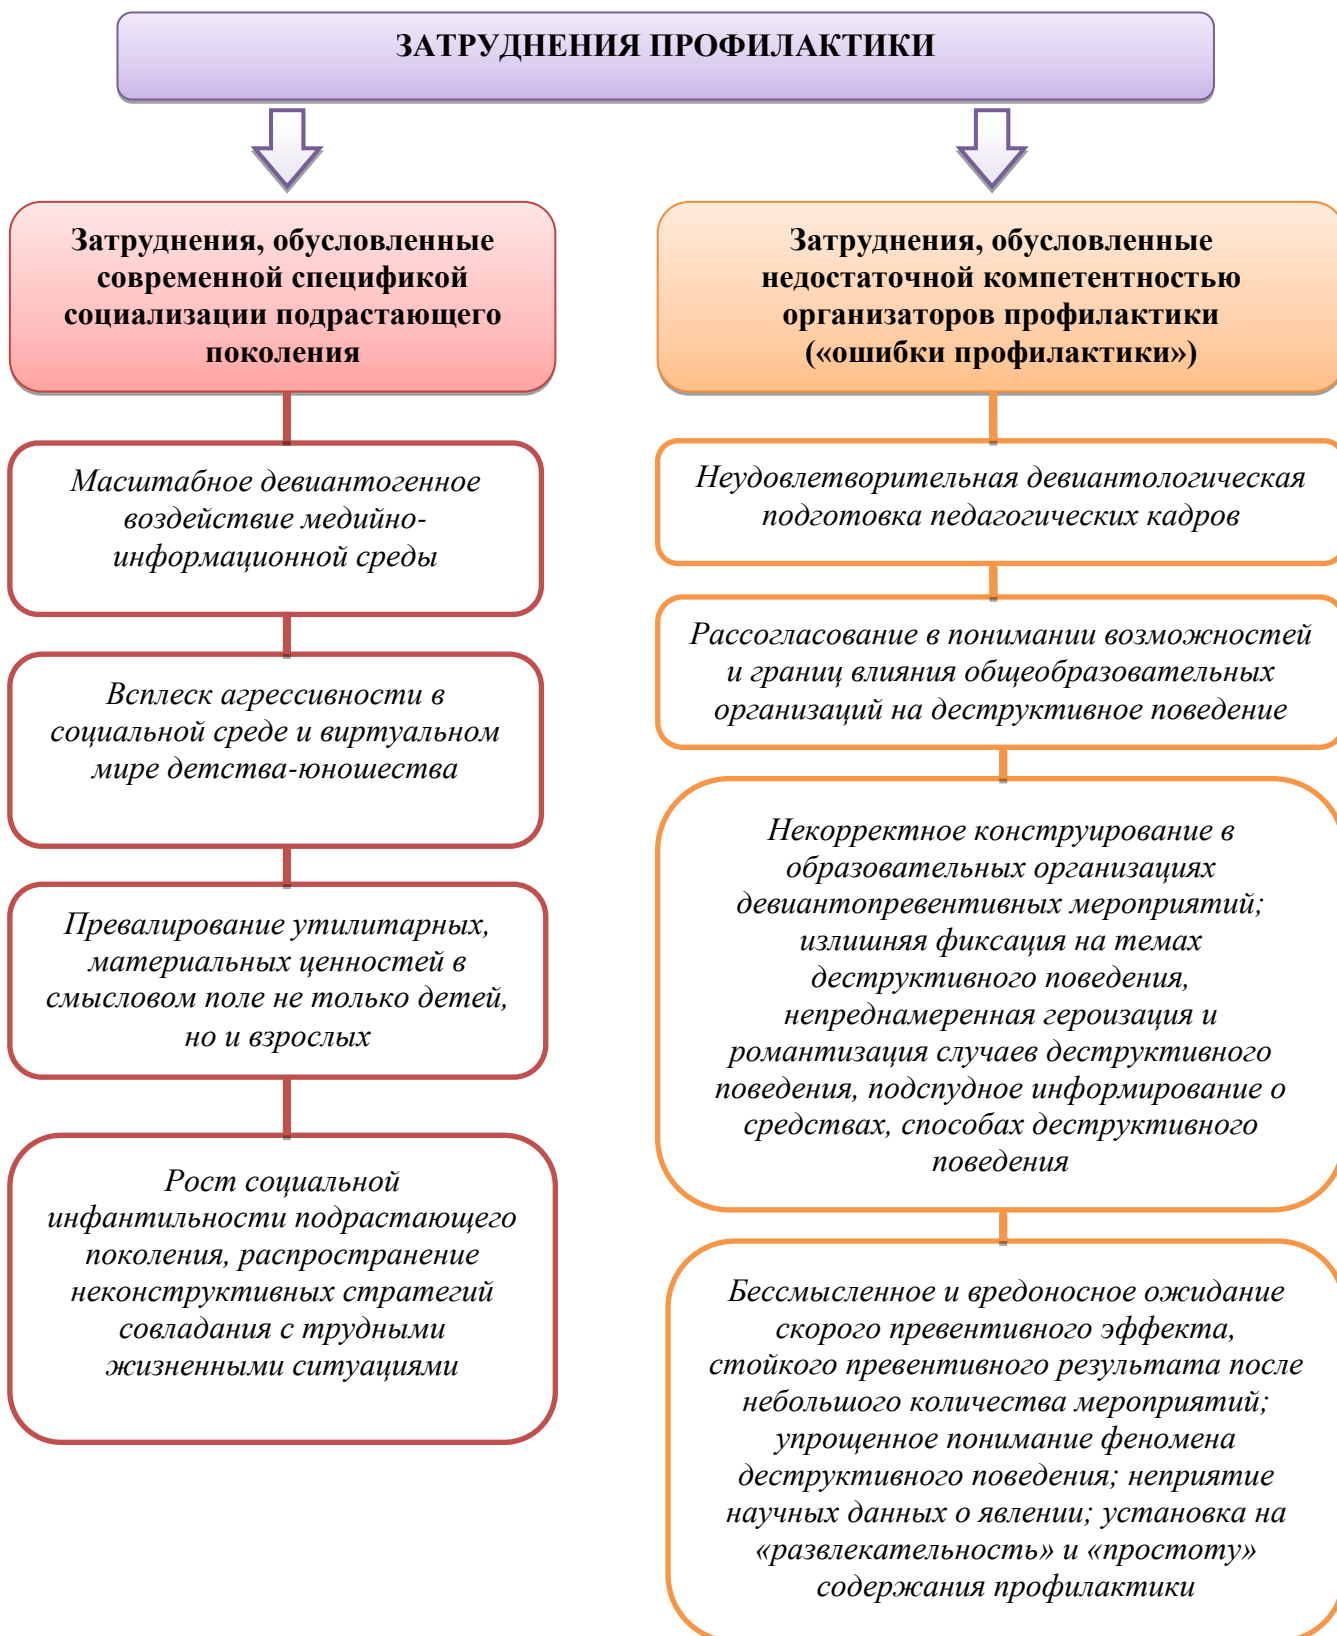 ЗАТРУДНЕНИЯ ПРОФИЛАКТИКИ
Затруднения, обусловленные
современной спецификой
социализации подрастающего
поколения
Масштабное девиантогенное
воздействие медийно-
информационной среды
Всплеск агрессивности в
социальной среде и виртуальном
мире детства-юношества
Превалирование утилитарных,
материальных ценностей в
смысловом поле не только детей,
но и взрослых
Рост социальной
инфантильности подрастающего
поколения, распространение
неконструктивных стратегий
совладания с трудными
жизненными ситуациями
Затруднения, обусловленные
недостаточной компетентностью
организаторов профилактики
(«ошибки профилактики»)
Неудовлетворительная девиантологическая
подготовка педагогических кадров
Рассогласование в понимании возможностей
и границ влияния общеобразовательных
организаций на деструктивное поведение
Некорректное конструирование в
образовательных организациях
девиантопревентивных мероприятий;
излишняя фиксация на темах
деструктивного поведения,
непреднамеренная героизация и
романтизация случаев деструктивного
поведения, подспудное информирование о
средствах, способах деструктивного
поведения
Бессмысленное и вредоносное ожидание
скорого превентивного эффекта,
стойкого превентивного результата после
небольшого количества мероприятий;
упрощенное понимание феномена
деструктивного поведения; неприятие
научных данных о явлении; установка на
«развлекательность» и «простоту»
содержания профилактики